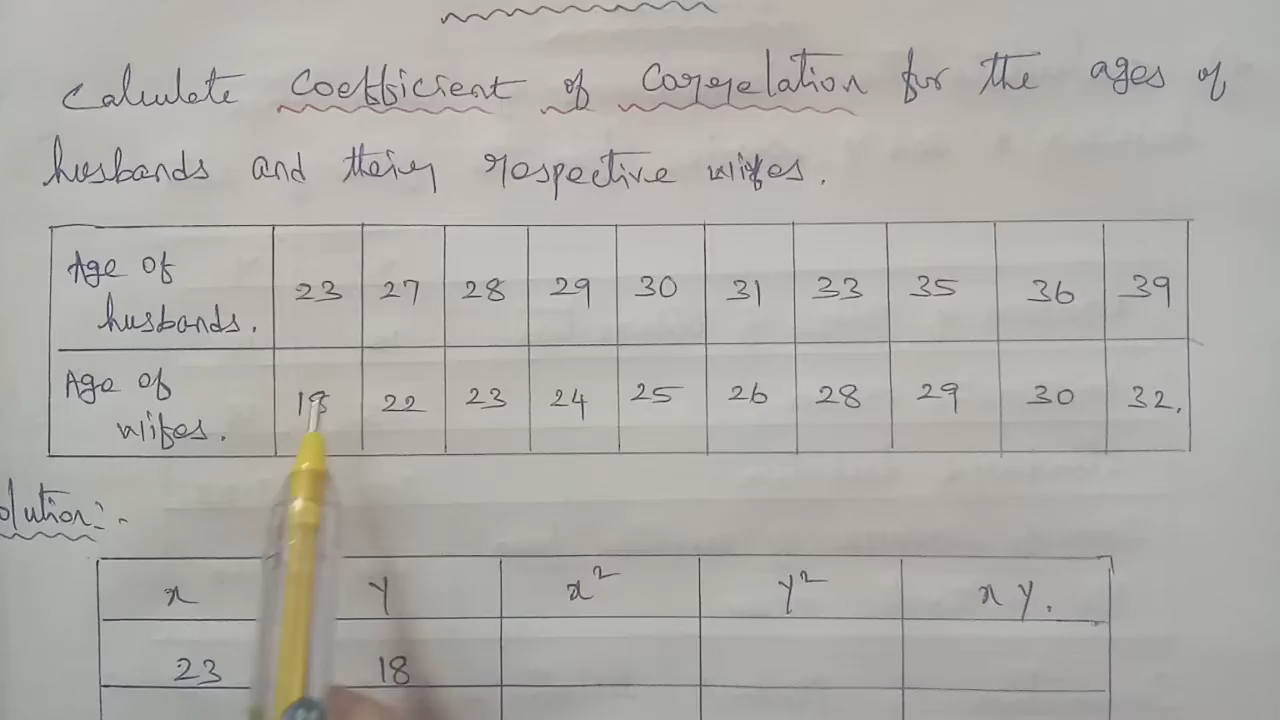 Calculate Coefficient of Correlation for the ages of
husbands and their respective wifes.
Age of husbands. 23 27 28 29 30 31 33 35 36 39
Age of wifes. 18 22 23 24 25 26 28 29 30 32.
olution:-
x y x² y² xy.
23 18